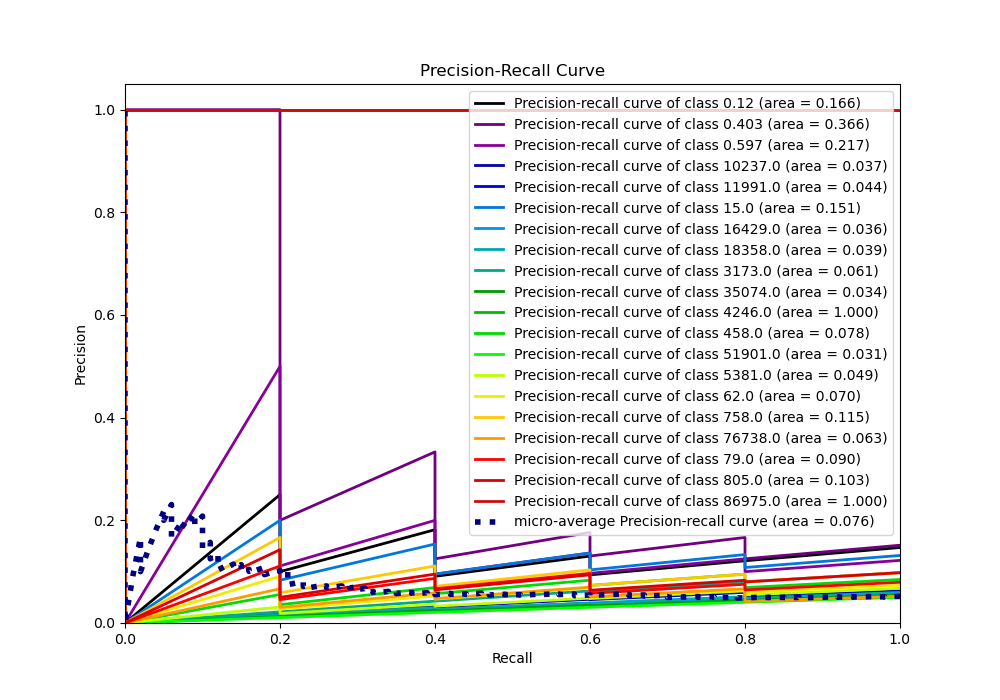 Precision-Recall Curve
1.0
0.8
0.6
0.4
0.2
0.0
Precision
Precision-recall curve of class 0.12 (area = 0.166)
Precision-recall curve of class 0.403 (area = 0.366)
Precision-recall curve of class 0.597 (area = 0.217)
Precision-recall curve of class 10237.0 (area = 0.037)
Precision-recall curve of class 11991.0 (area = 0.044)
Precision-recall curve of class 15.0 (area = 0.151)
Precision-recall curve of class 16429.0 (area = 0.036)
Precision-recall curve of class 18358.0 (area = 0.039)
Precision-recall curve of class 3173.0 (area = 0.061)
Precision-recall curve of class 35074.0 (area = 0.034)
Precision-recall curve of class 4246.0 (area = 1.000)
Precision-recall curve of class 458.0 (area = 0.078)
Precision-recall curve of class 51901.0 (area = 0.031)
Precision-recall curve of class 5381.0 (area = 0.049)
Precision-recall curve of class 62.0 (area = 0.070)
Precision-recall curve of class 758.0 (area = 0.115)
Precision-recall curve of class 76738.0 (area = 0.063)
Precision-recall curve of class 79.0 (area = 0.090)
Precision-recall curve of class 805.0 (area = 0.103)
Precision-recall curve of class 86975.0 (area = 1.000)
micro-average Precision-recall curve (area = 0.076)
0.0 0.2 0.4 0.6 0.8 1.0
Recall